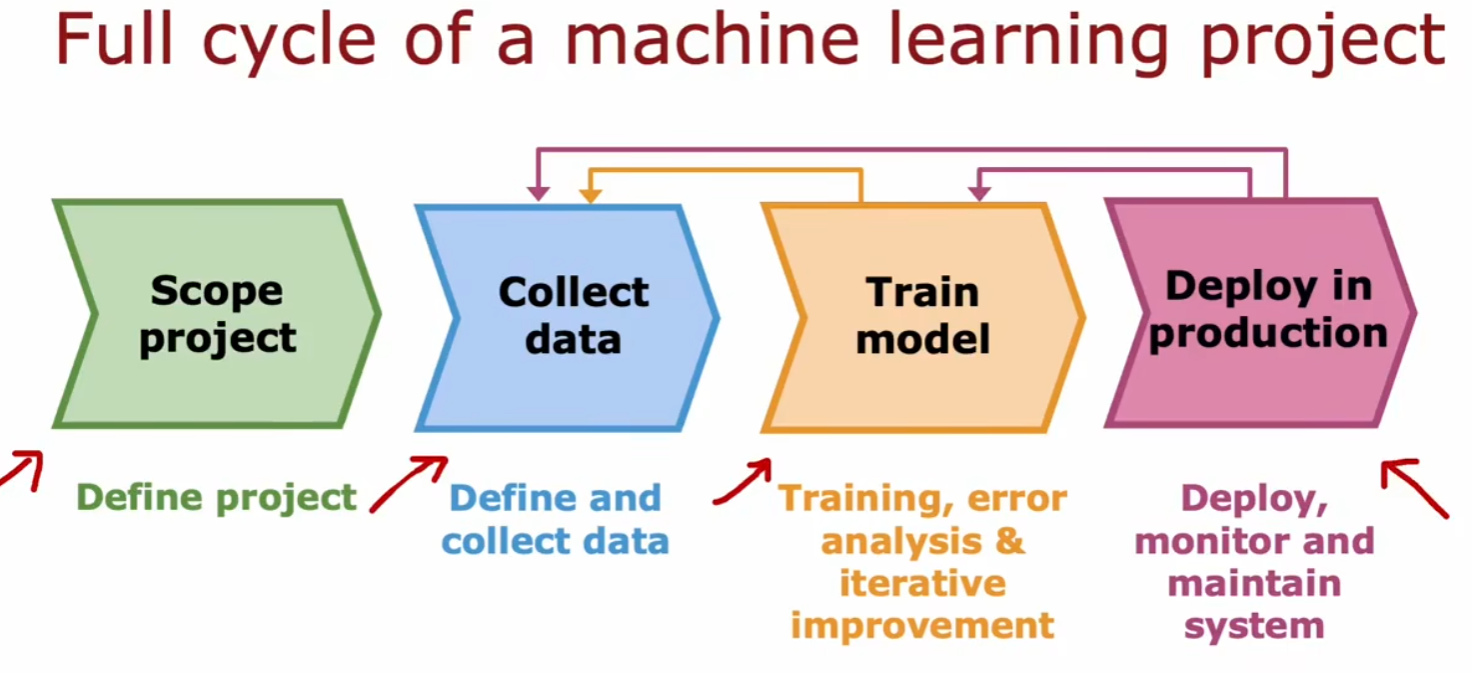 Full cycle of a machine learning project
Scope
project
Collect
data
Train
model
Deploy in
production
Define project
Define and
collect data
Training, error
analysis &
iterative
improvement
Deploy,
monitor and
maintain
system